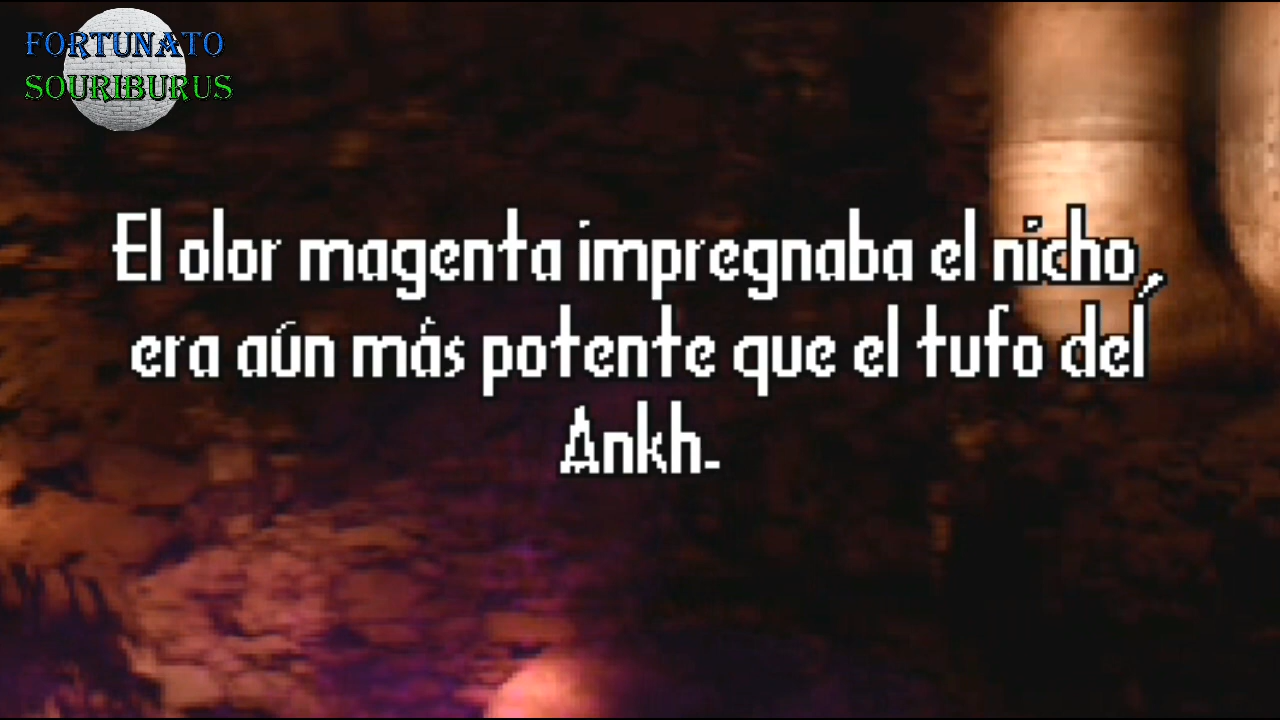 FORTUNATO
SOURIBURUS
El olor magenta impregnaba el nicho,
era aún más potente que el tufo del
Ankh.